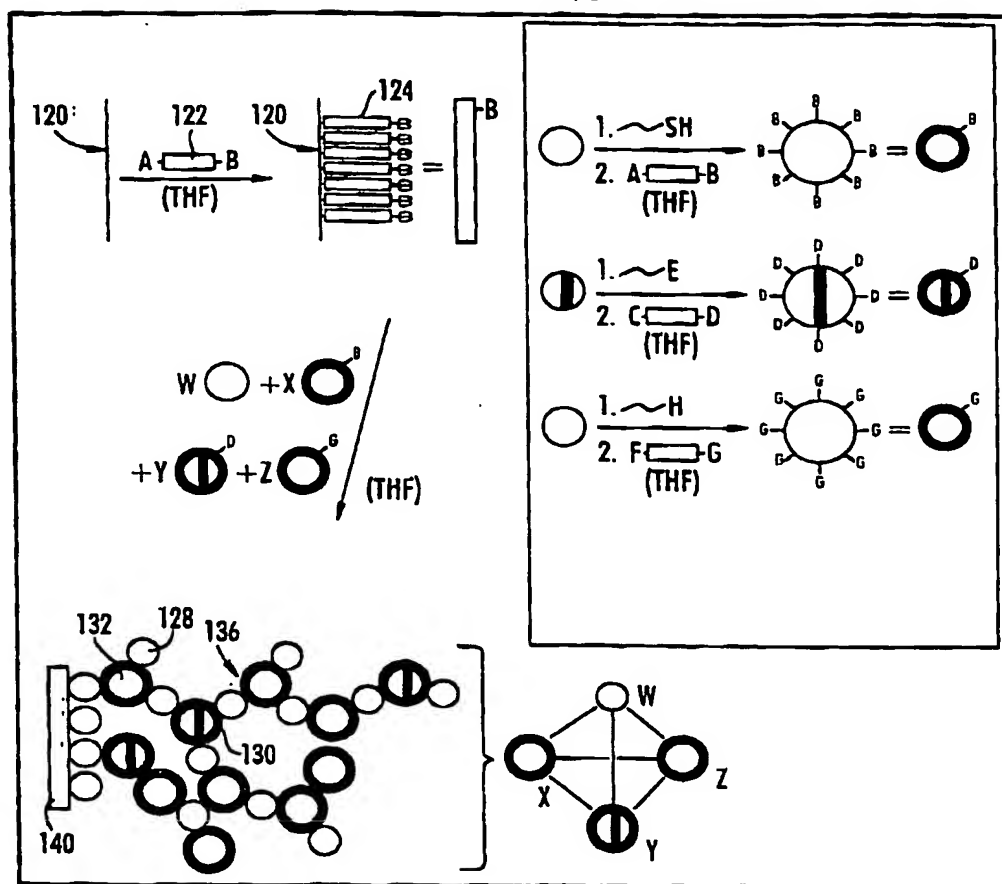 120 122 120 124
A B = B
(THF)
W + X B
+ Y D + Z G
(THF)
132 128 136
130
140
1. SH
2. A B
(THF)
B B B B B B B B = B
1. E
2. C D
(THF)
D D D D D D D D = D
1. H
2. F G
(THF)
G G G G G G G G = G
W
X Z
Y